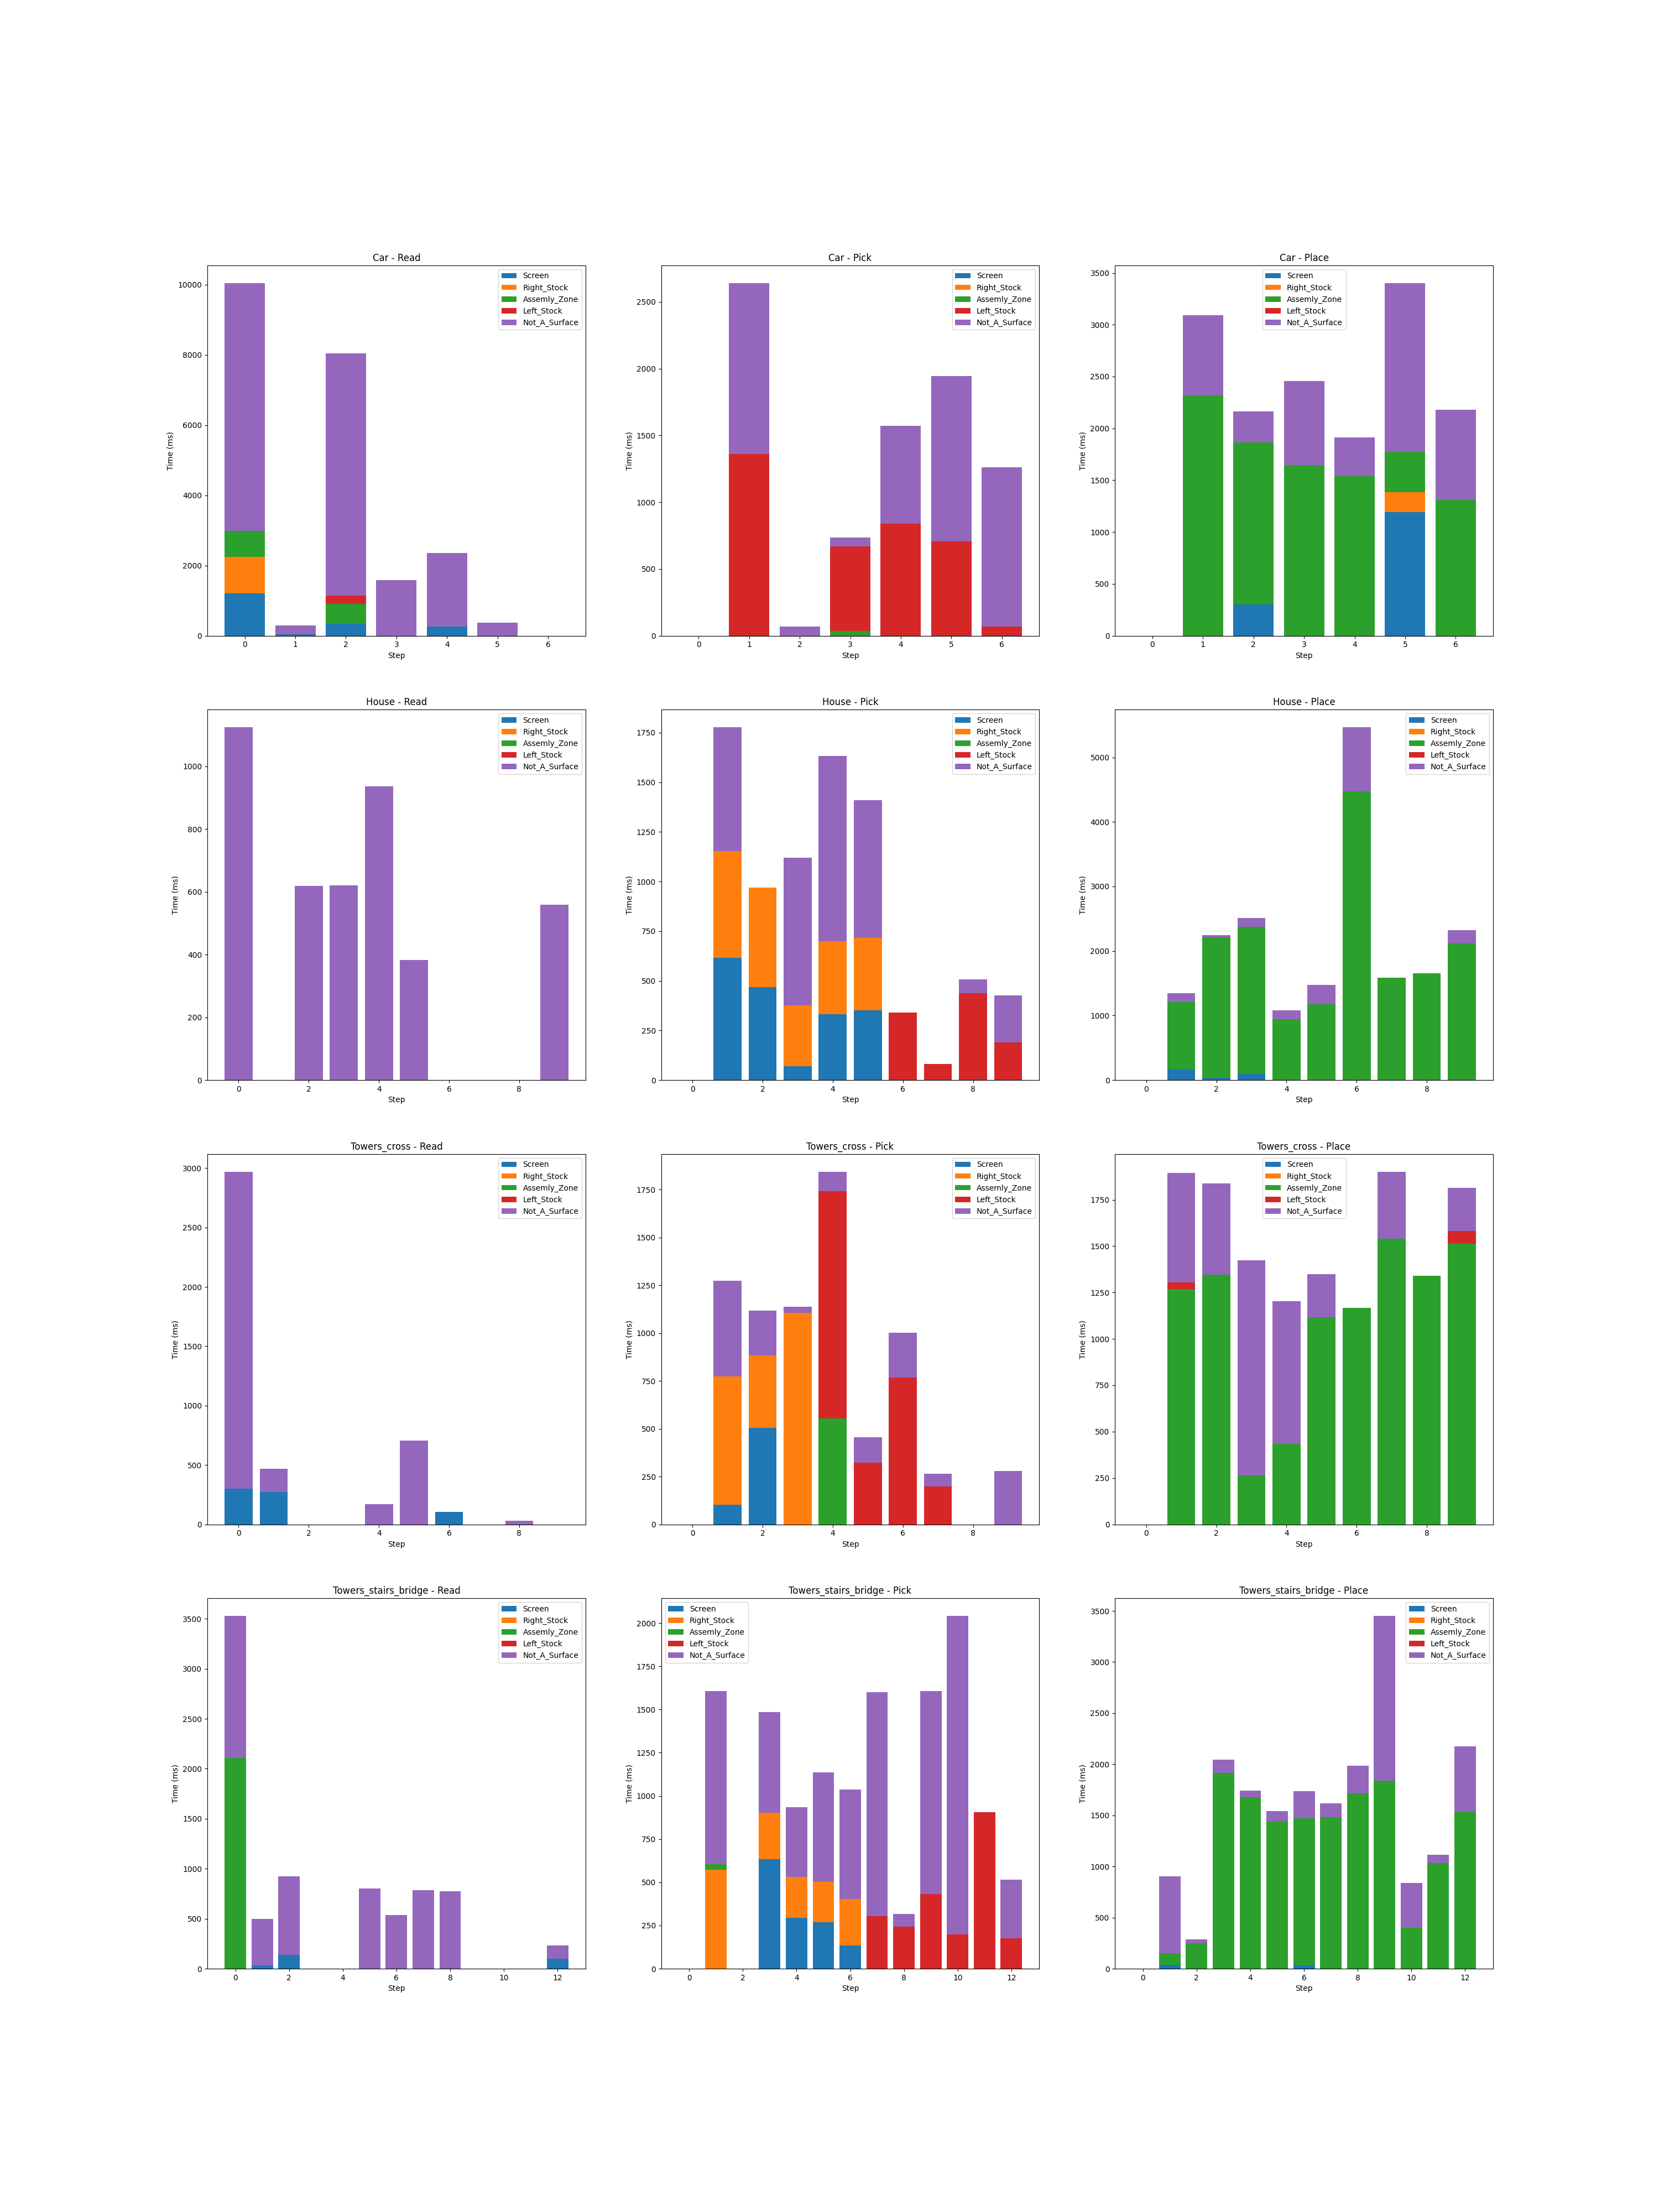 Car - Read
Time (ms)
10000
8000
6000
4000
2000
0
Screen
Right_Stock
Assemly_Zone
Left_Stock
Not_A_Surface
0 1 2 3 4 5 6
Step
Car - Pick
Time (ms)
2500
2000
1500
1000
500
0
Screen
Right_Stock
Assemly_Zone
Left_Stock
Not_A_Surface
0 1 2 3 4 5 6
Step
Car - Place
Time (ms)
3500
3000
2500
2000
1500
1000
500
0
Screen
Right_Stock
Assemly_Zone
Left_Stock
Not_A_Surface
0 1 2 3 4 5 6
Step
House - Read
Time (ms)
1000
800
600
400
200
0
Screen
Right_Stock
Assemly_Zone
Left_Stock
Not_A_Surface
0 2 4 6 8
Step
House - Pick
Time (ms)
1750
1500
1250
1000
750
500
250
0
Screen
Right_Stock
Assemly_Zone
Left_Stock
Not_A_Surface
0 2 4 6 8
Step
House - Place
Time (ms)
5000
4000
3000
2000
1000
0
Screen
Right_Stock
Assemly_Zone
Left_Stock
Not_A_Surface
0 2 4 6 8
Step
Towers_cross - Read
Time (ms)
3000
2500
2000
1500
1000
500
0
Screen
Right_Stock
Assemly_Zone
Left_Stock
Not_A_Surface
0 2 4 6 8
Step
Towers_cross - Pick
Time (ms)
1750
1500
1250
1000
750
500
250
0
Screen
Right_Stock
Assemly_Zone
Left_Stock
Not_A_Surface
0 2 4 6 8
Step
Towers_cross - Place
Time (ms)
1750
1500
1250
1000
750
500
250
0
Screen
Right_Stock
Assemly_Zone
Left_Stock
Not_A_Surface
0 2 4 6 8
Step
Towers_stairs_bridge - Read
Time (ms)
3500
3000
2500
2000
1500
1000
500
0
Screen
Right_Stock
Assemly_Zone
Left_Stock
Not_A_Surface
0 2 4 6 8 10 12
Step
Towers_stairs_bridge - Pick
Time (ms)
2000
1750
1500
1250
1000
750
500
250
0
Screen
Right_Stock
Assemly_Zone
Left_Stock
Not_A_Surface
0 2 4 6 8 10 12
Step
Towers_stairs_bridge - Place
Time (ms)
3500
3000
2500
2000
1500
1000
500
0
Screen
Right_Stock
Assemly_Zone
Left_Stock
Not_A_Surface
0 2 4 6 8 10 12
Step